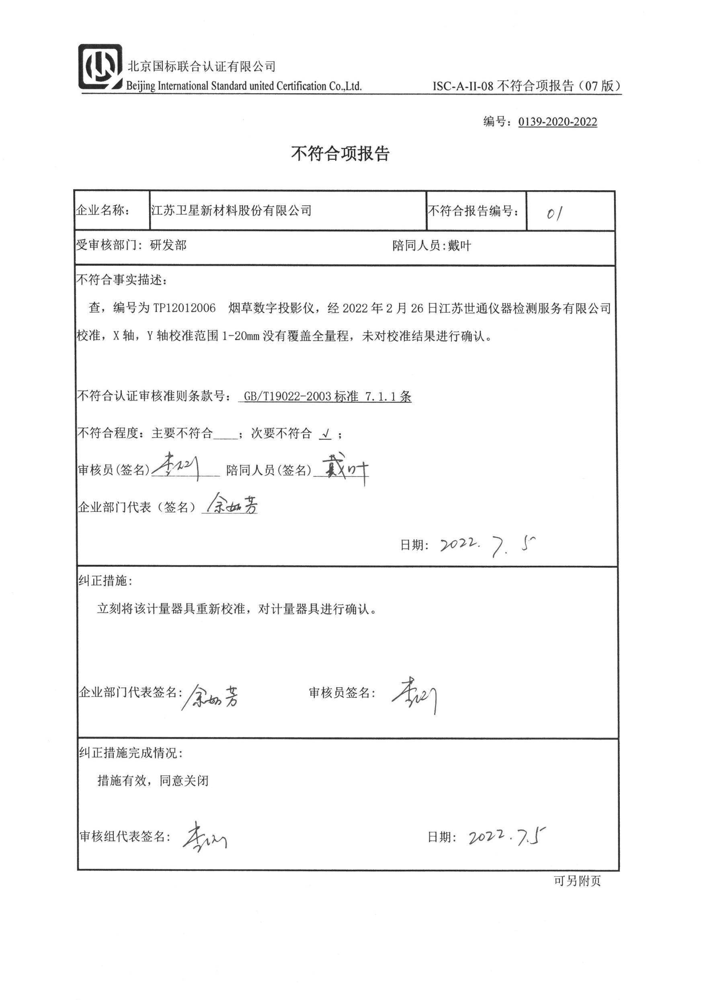 北京国标联合认证有限公司
Beijing International Standard united Certification Co.,Ltd. ISC-A-II-08 不符合项报告（07 版）
编号：0139-2020-2022
不符合项报告
企业名称： 江苏卫星新材料股份有限公司 不符合报告编号： 01
受审核部门：研发部 陪同人员:戴叶
不符合事实描述：
查，编号为 TP12012006 烟草数字投影仪，经 2022 年 2 月 26 日江苏世通仪器检测服务有限公司
校准，X 轴，Y 轴校准范围 1-20mm 没有覆盖全量程，未对校准结果进行确认。
不符合认证审核准则条款号： GB/T19022-2003 标准 7.1.1 条
不符合程度：主要不符合____；次要不符合 √ ；
审核员(签名) 陪同人员(签名) 戴叶
企业部门代表（签名） 余如芳
日期： 2022. 7. 5
纠正措施：
立刻将该计量器具重新校准，对计量器具进行确认。
企业部门代表签名：余如芳 审核员签名：
纠正措施完成情况：
措施有效，同意关闭
审核组代表签名： 日期： 2022.7.5
可另附页